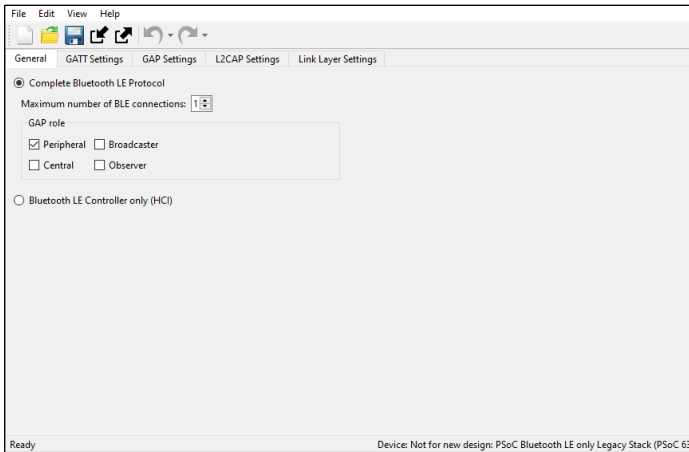 File Edit View Help
General GATT Settings GAP Settings L2CAP Settings Link Layer Settings
Complete Bluetooth LE Protocol
Maximum number of BLE connections: 1
GAP role
Peripheral Broadcaster
Central Observer
Bluetooth LE Controller only (HCI)
Ready Device: Not for new design: PSoC Bluetooth LE only Legacy Stack (PSoC 63